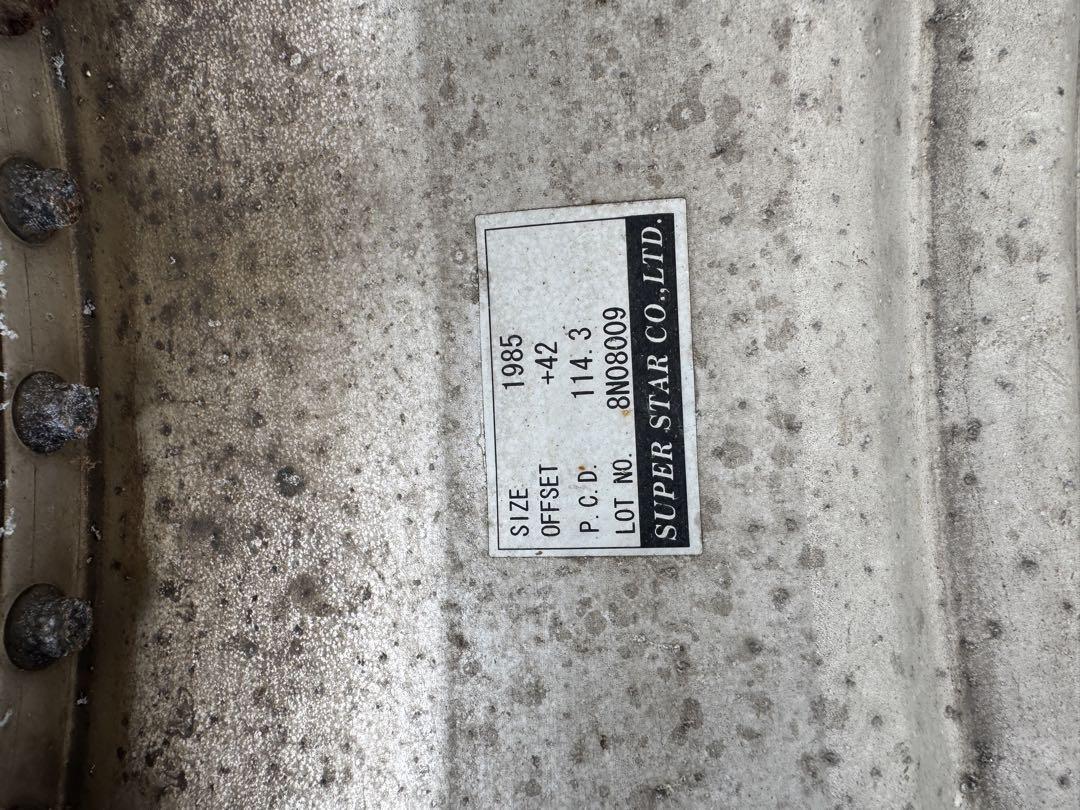 SIZE 1985
OFFSET +42
P.C.D. 114.3
LOT NO. 8N08009
SUPER STAR CO.,LTD.